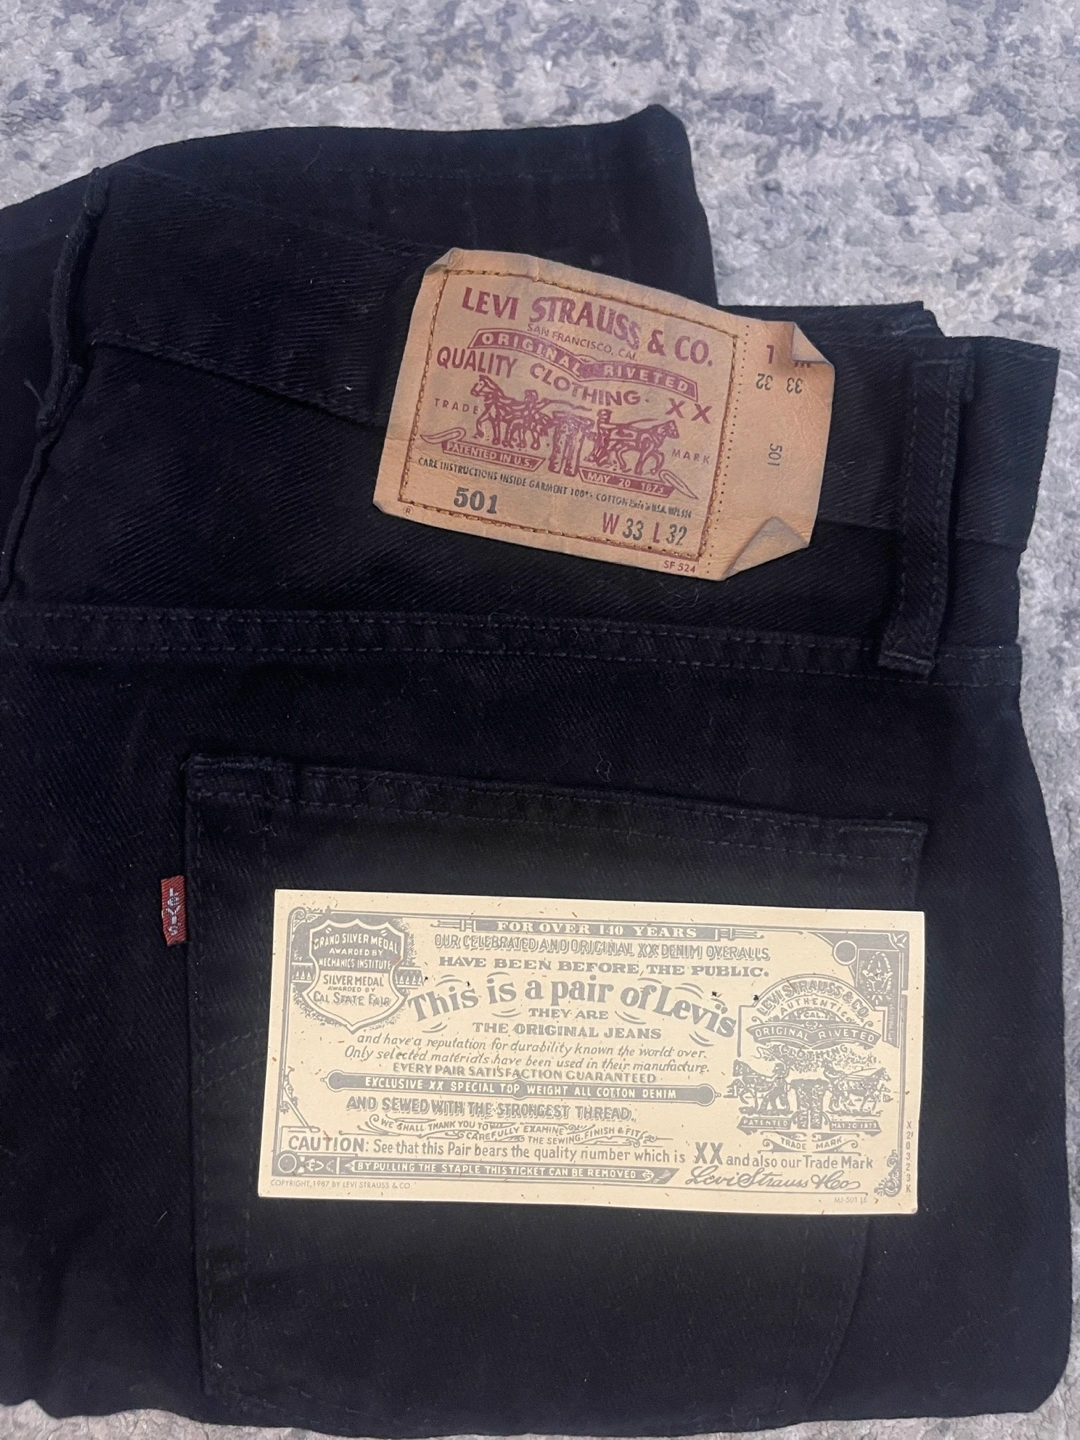 LEVI STRAUSS & CO.
SAN FRANCISCO, CAL.
ORIGINAL RIVETED
QUALITY CLOTHING
XX
TRADE MARK
PATENTED IN U.S.
MAY 20 1873
CARE INSTRUCTIONS INSIDE GARMENT 100% COTTON
501
W 33 L 32
R
SF 524
L
32 33
501
LEVI'S
FOR OVER 140 YEARS
OUR CELEBRATED AND ORIGINAL XX DENIM OVERALLS
HAVE BEEN BEFORE THE PUBLIC.
This is a pair of Levi's
THEY ARE
THE ORIGINAL JEANS
and have a reputation for durability known the world over.
Only selected materials have been used in their manufacture.
EVERY PAIR SATISFACTION GUARANTEED
EXCLUSIVE XX SPECIAL TOP WEIGHT ALL COTTON DENIM
AND SEWED WITH THE STRONGEST THREAD.
WE SHALL THANK YOU TO
CAREFULLY EXAMINE
THE SEWING, FINISH & FIT
CAUTION: See that this Pair bears the quality number which is XX and also our Trade Mark
BY PULLING THE STAPLE THIS TICKET CAN BE REMOVED
Levi Strauss & Co
COPYRIGHT, 1987 BY LEVI STRAUSS & CO.
GRAND SILVER MEDAL
AWARDED BY
MECHANICS INSTITUTE
SILVER MEDAL
AWARDED BY
CAL STATE FAIR
LEVI STRAUSS & CO.
AUTHENTIC
CAL.
ORIGINAL RIVETED
CLOTHING
PATENTED
MAY 20 1873
TRADE MARK